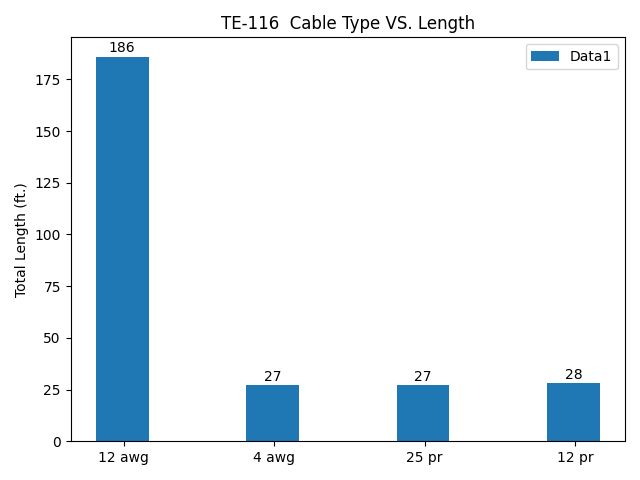 TE-116  Cable Type VS. Length
186
Data1
175
150
125
100
75
50
25
0
Total Length (ft.)
27
27
28
12 awg
4 awg
25 pr
12 pr